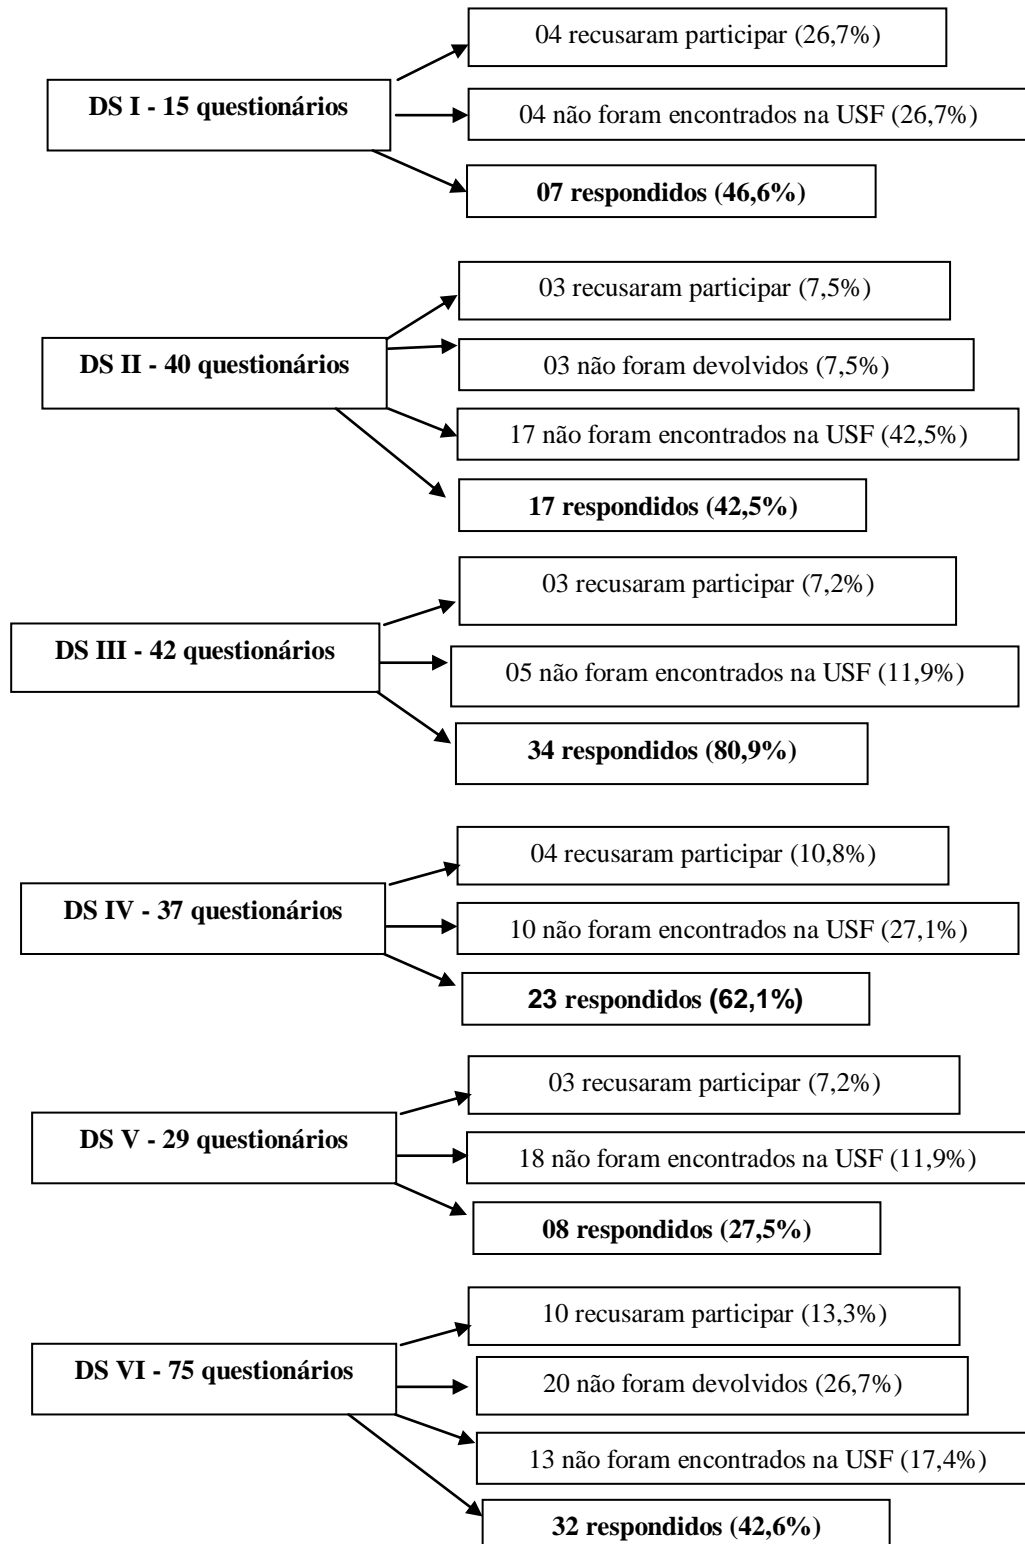 04 recusaram participar (26,7%)
DS I - 15 questionários
04 não foram encontrados na USF (26,7%)
07 respondidos (46,6%)
03 recusaram participar (7,5%)
DS II - 40 questionários
03 não foram devolvidos (7,5%)
17 não foram encontrados na USF (42,5%)
17 respondidos (42,5%)
03 recusaram participar (7,2%)
DS III - 42 questionários
05 não foram encontrados na USF (11,9%)
34 respondidos (80,9%)
04 recusaram participar (10,8%)
DS IV - 37 questionários
10 não foram encontrados na USF (27,1%)
23 respondidos (62,1%)
03 recusaram participar (7,2%)
DS V - 29 questionários
18 não foram encontrados na USF (11,9%)
08 respondidos (27,5%)
10 recusaram participar (13,3%)
DS VI - 75 questionários
20 não foram devolvidos (26,7%)
13 não foram encontrados na USF (17,4%)
32 respondidos (42,6%)